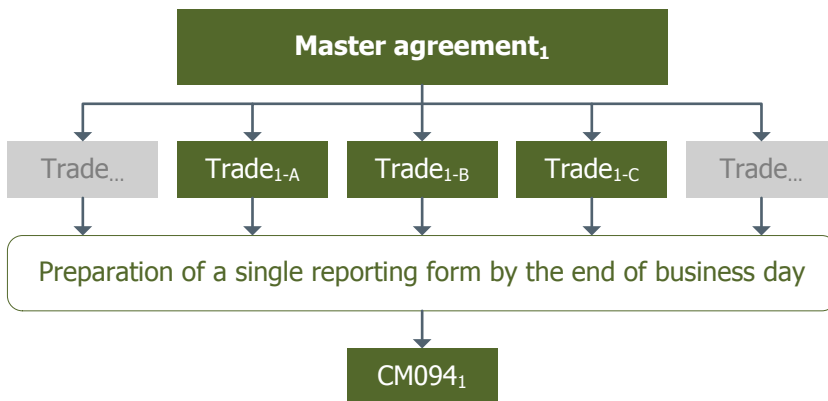 Master agreement₁
Trade...
Trade₁₋A
Trade₁₋B
Trade₁₋C
Trade...
Preparation of a single reporting form by the end of business day
CM094₁